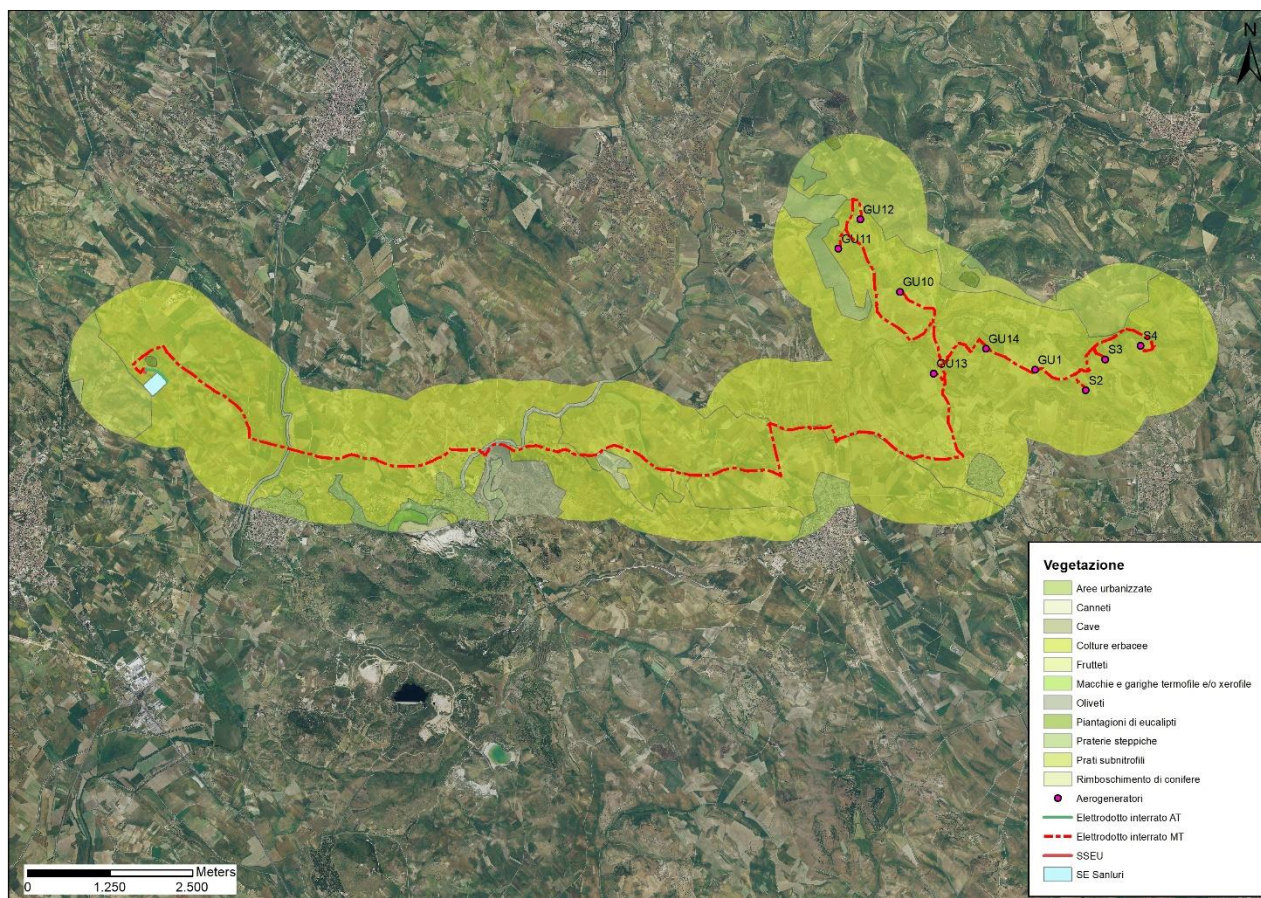 N
GU12
GU11
GU10
GU14
S4
GU1
S3
GU13
S2
Vegetazione
Aree urbanizzate
Canneti
Cave
Colture erbacee
Frutteti
Macchie e garighe termofile e/o xerofile
Oliveti
Piantagioni di eucalipti
Praterie steppiche
Prati subnitrofili
Rimboschimento di conifere
Aerogeneratori
Elettrodotto interrato AT
Elettrodotto interrato MT
SSEU
SE Sanluri
Meters
0 1.250 2.500